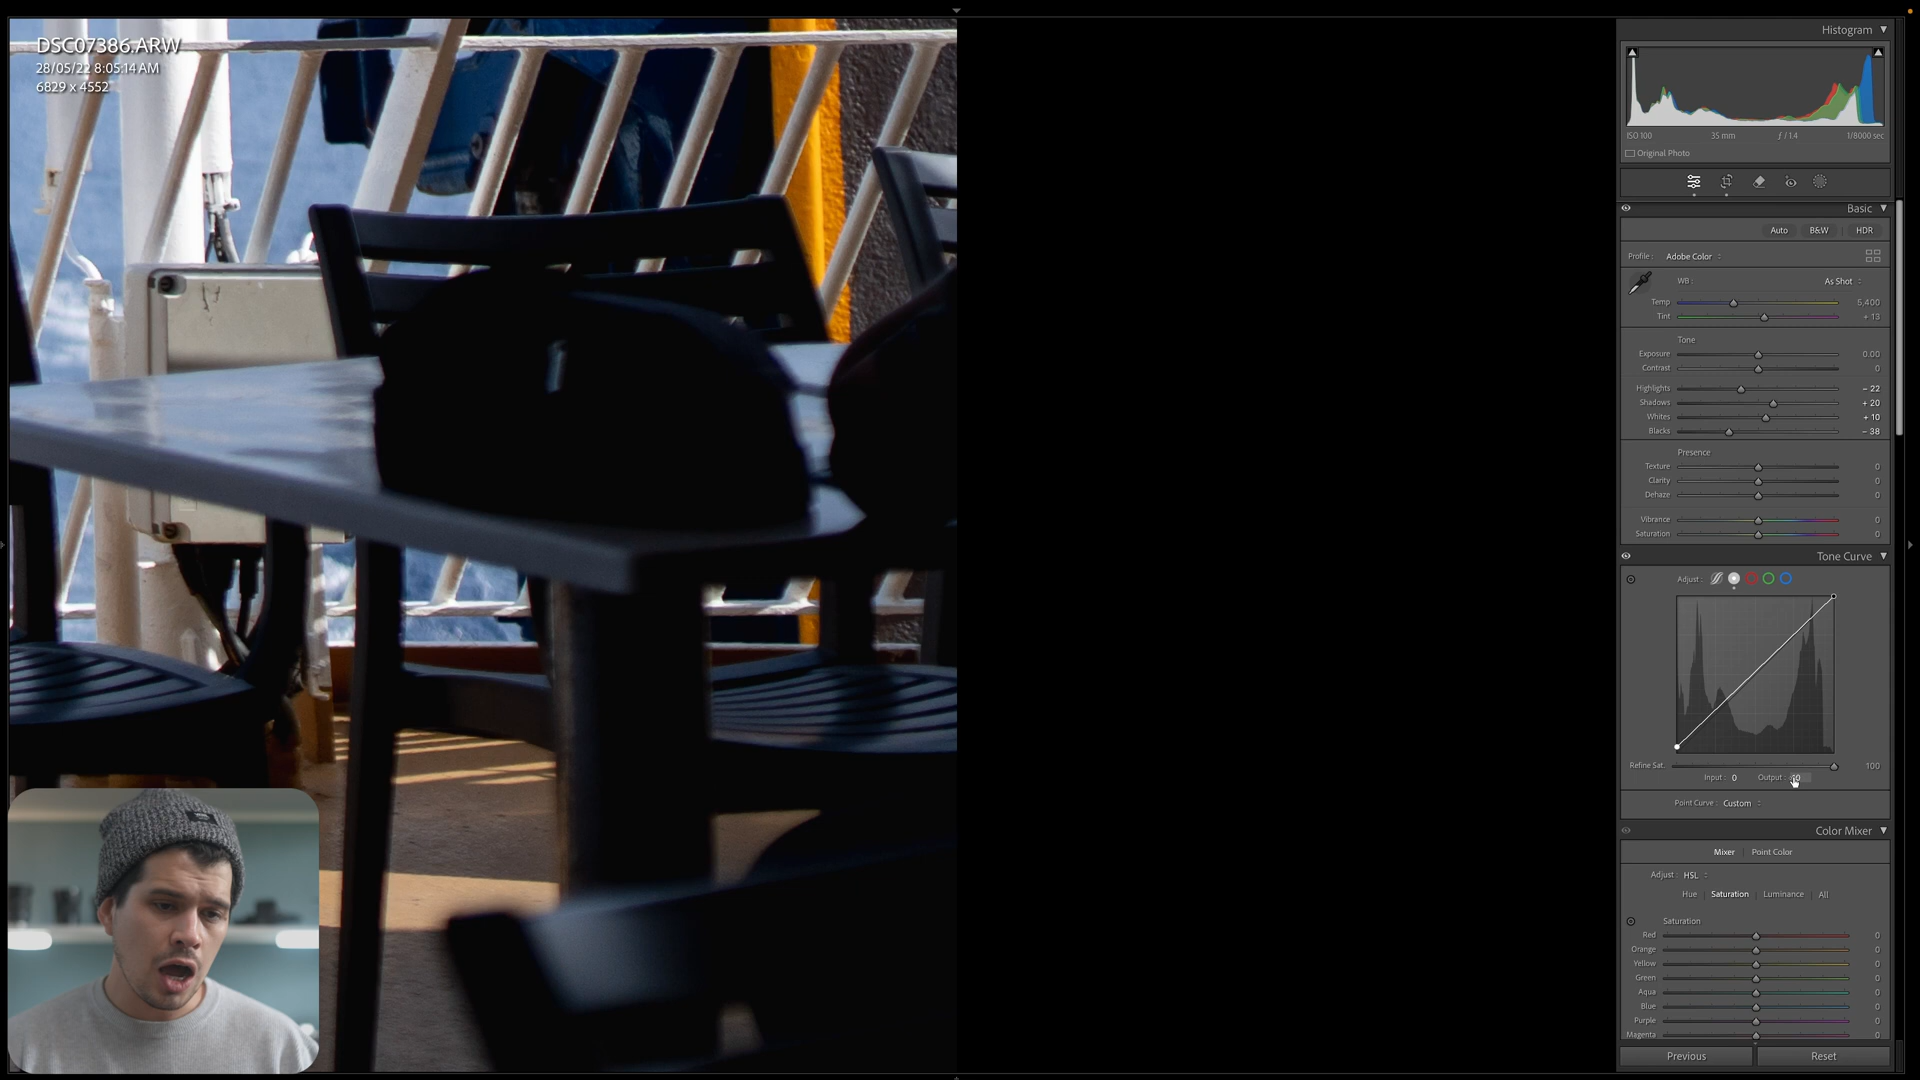 DSC07386.ARW
28/05/22 8:05:14 AM
6829 x 4552
Histogram
ISO 100 35 mm ƒ / 1.4 1/8000 sec
Original Photo
Basic
Auto B&W HDR
Profile : Adobe Color
WB : As Shot
Temp 5,400
Tint + 13
Tone
Exposure 0.00
Contrast 0
Highlights – 22
Shadows + 20
Whites + 10
Blacks – 38
Presence
Texture 0
Clarity 0
Dehaze 0
Vibrance 0
Saturation 0
Tone Curve
Adjust :
Refine Sat. 100
Input : 0 Output :
Point Curve : Custom
Color Mixer
Mixer Point Color
Adjust : HSL
Hue Saturation Luminance All
Saturation
Red 0
Orange 0
Yellow 0
Green 0
Aqua 0
Blue 0
Purple 0
Magenta 0
Previous Reset